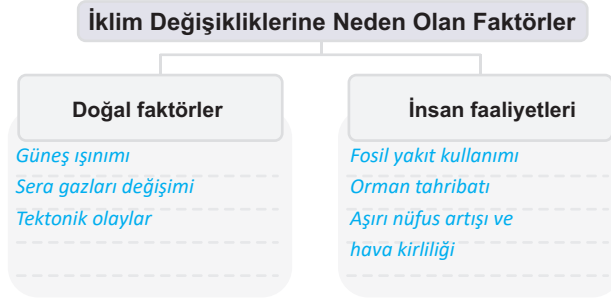 İklim Değişikliklerine Neden Olan Faktörler
Doğal faktörler
Güneş ışınımı
Sera gazları değişimi
Tektonik olaylar
İnsan faaliyetleri
Fosil yakıt kullanımı
Orman tahribatı
Aşırı nüfus artışı ve
hava kirliliği